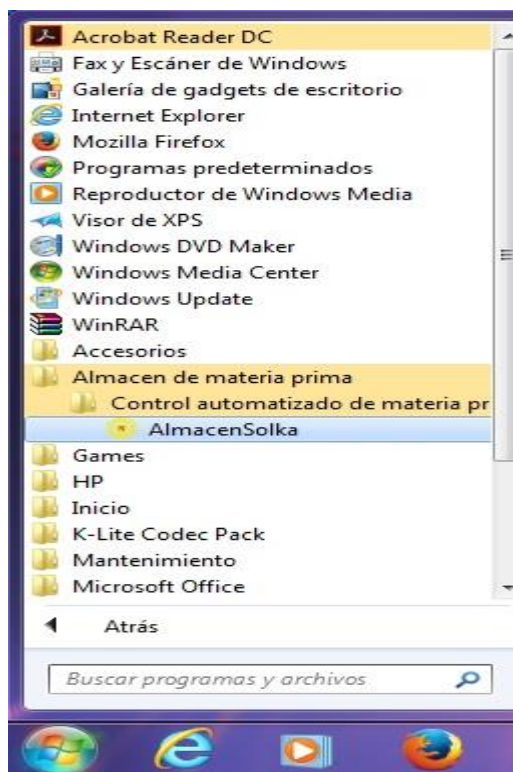 Acrobat Reader DC
Fax y Escáner de Windows
Galería de gadgets de escritorio
Internet Explorer
Mozilla Firefox
Programas predeterminados
Reproductor de Windows Media
Visor de XPS
Windows DVD Maker
Windows Media Center
Windows Update
WinRAR
Accesorios
Almacen de materia prima
Control automatizado de materia pr
AlmacenSolka
Games
HP
Inicio
K-Lite Codec Pack
Mantenimiento
Microsoft Office
Atrás
Buscar programas y archivos